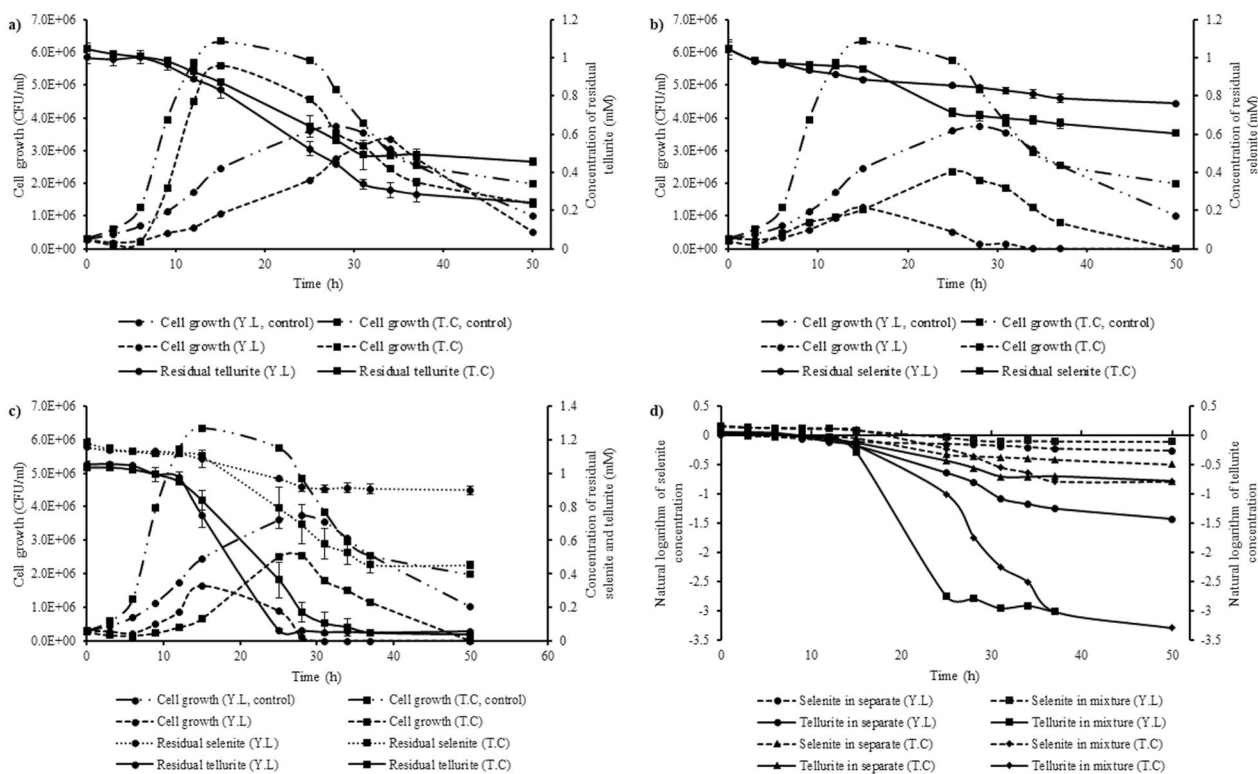 a)
7.0E+06
6.0E+06
5.0E+06
4.0E+06
3.0E+06
2.0E+06
1.0E+06
0.0E+00
Cell growth (CFU/ml)
1.2
1
0.8
0.6
0.4
0.2
0
Concentration of residual
tellurite (mM)
0 10 20 30 40 50
Time (h)
Cell growth (Y.L, control) Cell growth (T.C, control)
Cell growth (Y.L) Cell growth (T.C)
Residual tellurite (Y.L) Residual tellurite (T.C)
b)
7.0E+06
6.0E+06
5.0E+06
4.0E+06
3.0E+06
2.0E+06
1.0E+06
0.0E+00
Cell growth (CFU/ml)
1.2
1
0.8
0.6
0.4
0.2
0
Concentration of residual
selenite (mM)
0 10 20 30 40 50
Time (h)
Cell growth (Y.L, control) Cell growth (T.C, control)
Cell growth (Y.L) Cell growth (T.C)
Residual selenite (Y.L) Residual selenite (T.C)
c)
7.0E+06
6.0E+06
5.0E+06
4.0E+06
3.0E+06
2.0E+06
1.0E+06
0.0E+00
Cell growth (CFU/ml)
1.4
1.2
1
0.8
0.6
0.4
0.2
0
Concentration of residual
selenite and tellurite (mM)
0 10 20 30 40 50 60
Time (h)
Cell growth (Y.L, control) Cell growth (T.C, control)
Cell growth (Y.L) Cell growth (T.C)
Residual selenite (Y.L) Residual selenite (T.C)
Residual tellurite (Y.L) Residual tellurite (T.C)
d)
0.5
0
-0.5
-1
-1.5
-2
-2.5
-3
-3.5
Natural logarithm of selenite
concentration
0.5
0
-0.5
-1
-1.5
-2
-2.5
-3
-3.5
Natural logarithm of tellurite
concentration
0 10 20 30 40 50
Time (h)
Selenite in separate (Y.L) Selenite in mixture (Y.L)
Tellurite in separate (Y.L) Tellurite in mixture (Y.L)
Selenite in separate (T.C) Selenite in mixture (T.C)
Tellurite in separate (T.C) Tellurite in mixture (T.C)